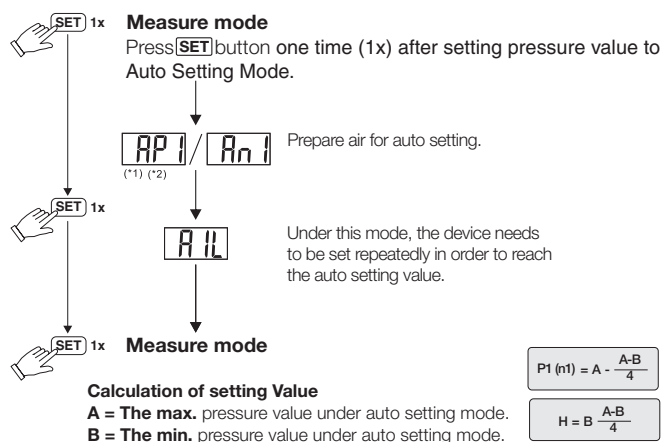 SET 1x Measure mode
Press SET button one time (1x) after setting pressure value to
Auto Setting Mode.
AP1 / An1 Prepare air for auto setting.
(*1) (*2)
SET 1x
A1L
Under this mode, the device needs
to be set repeatedly in order to reach
the auto setting value.
SET 1x Measure mode
P1 (n1) = A - A-B
4
Calculation of setting Value
A = The max. pressure value under auto setting mode.
H = B A-B
4
B = The min. pressure value under auto setting mode.